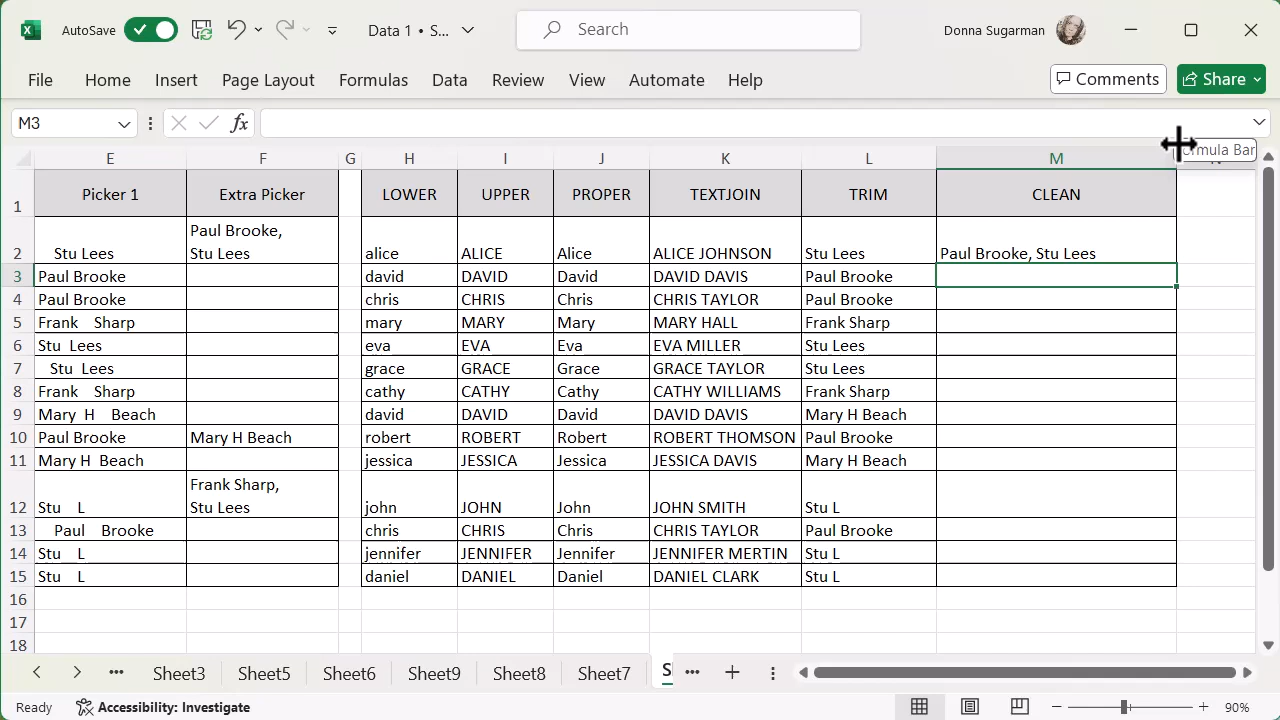 AutoSave
Data 1 • S...
Search
Donna Sugarman
File Home Insert Page Layout Formulas Data Review View Automate Help
Comments
Share
M3
fx
Formula Bar
E F G H I J K L M
1 Picker 1 Extra Picker LOWER UPPER PROPER TEXTJOIN TRIM CLEAN
Paul Brooke,
2 Stu Lees Stu Lees alice ALICE Alice ALICE JOHNSON Stu Lees Paul Brooke, Stu Lees
3 Paul Brooke david DAVID David DAVID DAVIS Paul Brooke
4 Paul Brooke chris CHRIS Chris CHRIS TAYLOR Paul Brooke
5 Frank    Sharp mary MARY Mary MARY HALL Frank Sharp
6 Stu  Lees eva EVA Eva EVA MILLER Stu Lees
7 Stu  Lees grace GRACE Grace GRACE TAYLOR Stu Lees
8 Frank    Sharp cathy CATHY Cathy CATHY WILLIAMS Frank Sharp
9 Mary  H    Beach david DAVID David DAVID DAVIS Mary H Beach
10 Paul Brooke Mary H Beach robert ROBERT Robert ROBERT THOMSON Paul Brooke
11 Mary H  Beach jessica JESSICA Jessica JESSICA DAVIS Mary H Beach
Frank Sharp,
12 Stu    L Stu Lees john JOHN John JOHN SMITH Stu L
13 Paul    Brooke chris CHRIS Chris CHRIS TAYLOR Paul Brooke
14 Stu    L jennifer JENNIFER Jennifer JENNIFER MERTIN Stu L
15 Stu    L daniel DANIEL Daniel DANIEL CLARK Stu L
16
17
18
Sheet3 Sheet5 Sheet6 Sheet9 Sheet8 Sheet7
Ready Accessibility: Investigate 90%